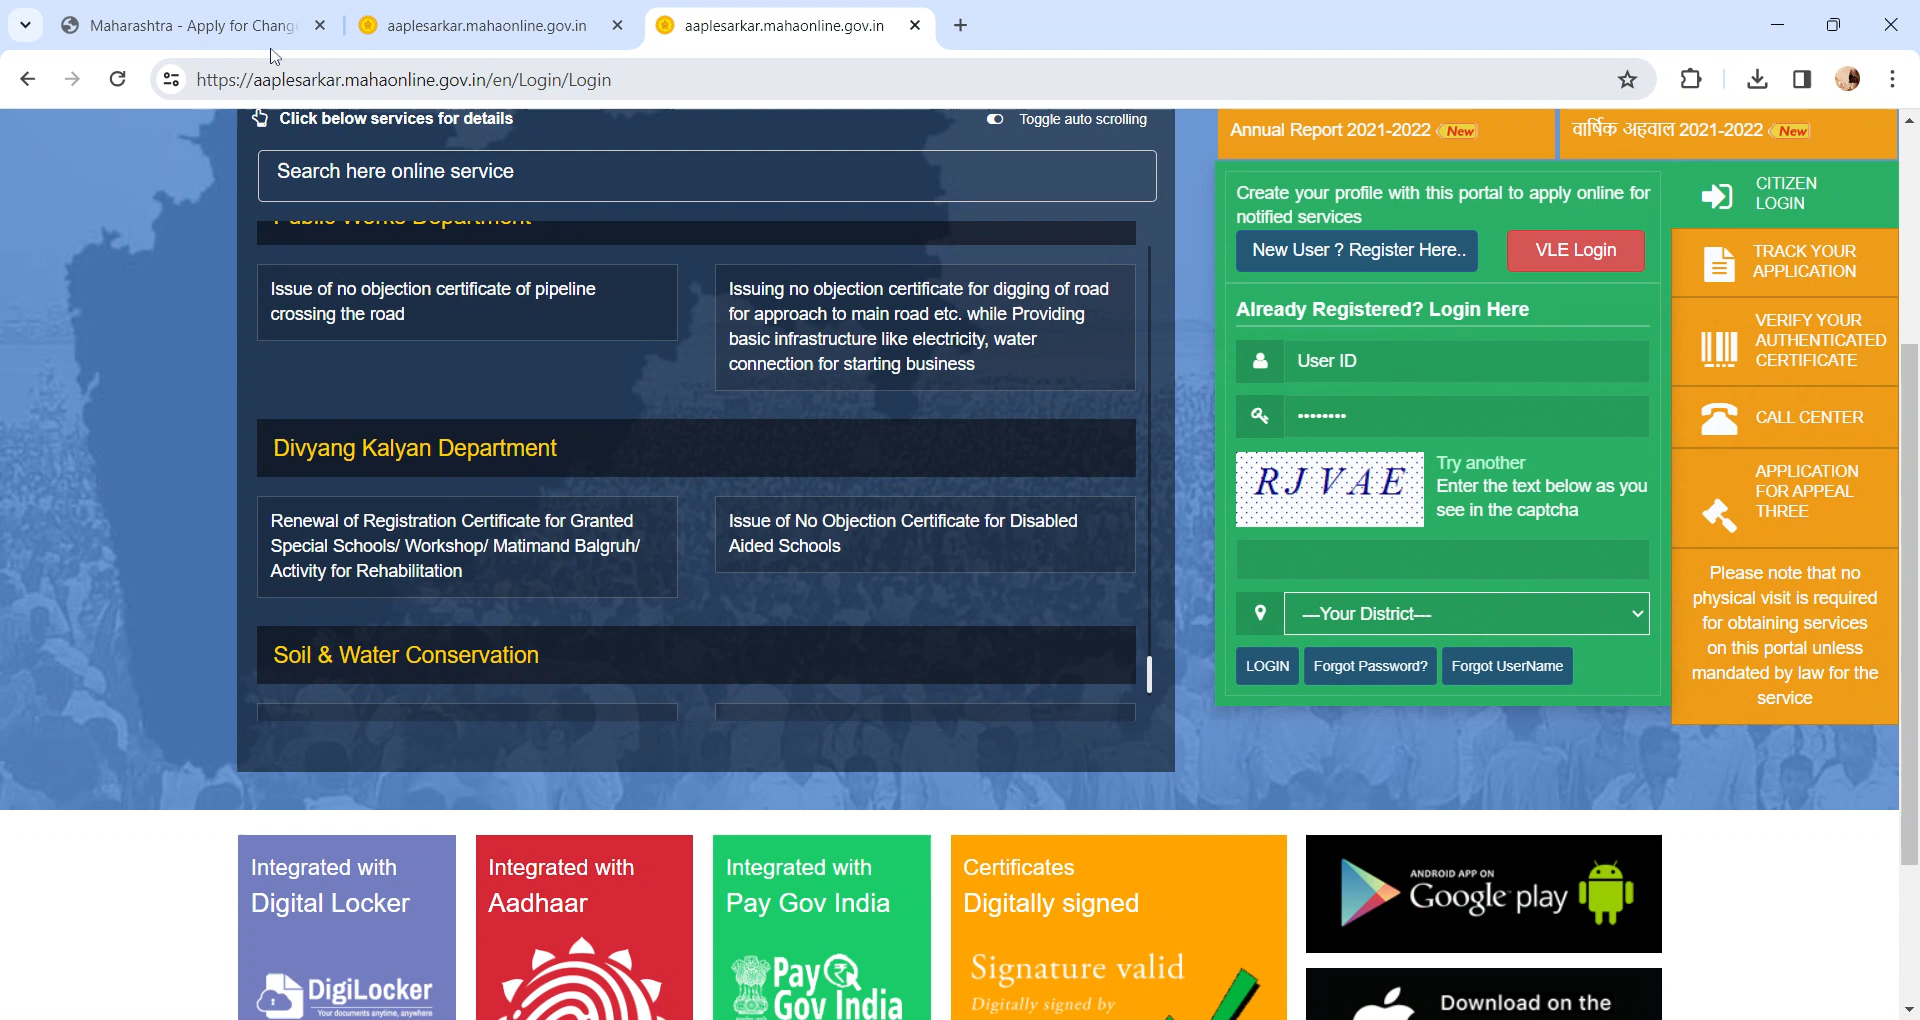 Maharashtra - Apply for Chang
aaplesarkar.mahaonline.gov.in
aaplesarkar.mahaonline.gov.in
https://aaplesarkar.mahaonline.gov.in/en/Login/Login
Click below services for details
Toggle auto scrolling
Search here online service
Public Works Department
Issue of no objection certificate of pipeline
crossing the road
Issuing no objection certificate for digging of road
for approach to main road etc. while Providing
basic infrastructure like electricity, water
connection for starting business
Divyang Kalyan Department
Renewal of Registration Certificate for Granted
Special Schools/ Workshop/ Matimand Balgruh/
Activity for Rehabilitation
Issue of No Objection Certificate for Disabled
Aided Schools
Soil & Water Conservation
Annual Report 2021-2022 New
वार्षिक अहवाल 2021-2022 New
Create your profile with this portal to apply online for
notified services
New User ? Register Here..
VLE Login
Already Registered? Login Here
User ID
RJVAE
Try another
Enter the text below as you
see in the captcha
---Your District---
LOGIN
Forgot Password?
Forgot UserName
CITIZEN
LOGIN
TRACK YOUR
APPLICATION
VERIFY YOUR
AUTHENTICATED
CERTIFICATE
CALL CENTER
APPLICATION
FOR APPEAL
THREE
Please note that no
physical visit is required
for obtaining services
on this portal unless
mandated by law for the
service
Integrated with
Digital Locker
DigiLocker
Your documents anytime, anywhere
Integrated with
Aadhaar
Integrated with
Pay Gov India
Pay
Gov India
Certificates
Digitally signed
Signature valid
Digitally signed by
ANDROID APP ON
Google play
Download on the